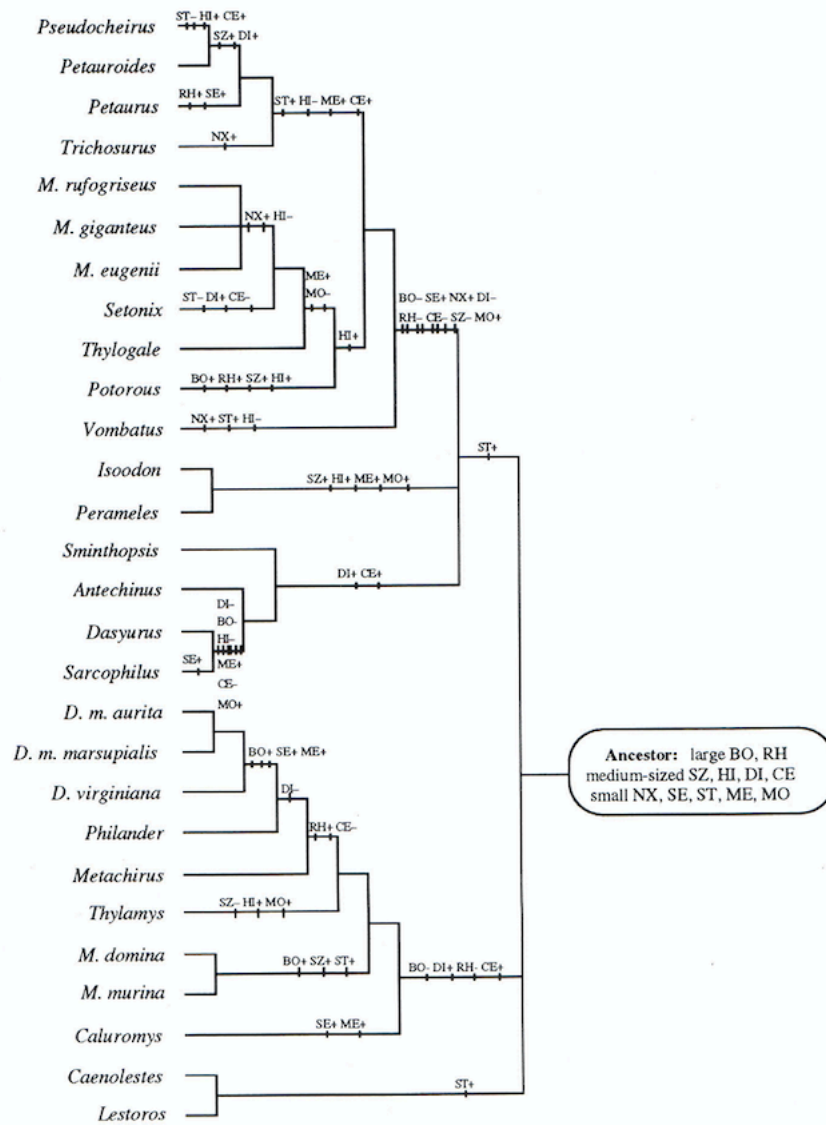 ST– HI+ CE+
Pseudocheirus
SZ+ DI+
Petauroides
RH+ SE+
Petaurus
ST+ HI– ME+ CE+
NX+
Trichosurus
M. rufogriseus
NX+ HI–
M. giganteus
M. eugenii
ME+
MO–
ST– DI+ CE–
Setonix
BO– SE+ NX+ DI–
RH– CE– SZ– MO+
HI+
Thylogale
BO+ RH+ SZ+ HI+
Potorous
NX+ ST+ HI–
Vombatus
ST+
Isoodon
SZ+ HI+ ME+ MO+
Perameles
Sminthopsis
DI+ CE+
Antechinus
DI–
BO-
Dasyurus
HI–
SE+
ME+
Sarcophilus
CE–
D. m. aurita
MO+
D. m. marsupialis
BO+ SE+ ME+
D. virginiana
DI–
Philander
RH+ CE–
Metachirus
SZ– HI+ MO+
Thylamys
M. domina
BO+ SZ+ ST+
BO- DI+ RH- CE+
M. murina
SE+ ME+
Caluromys
Caenolestes
ST+
Lestoros
Ancestor: large BO, RH
medium-sized SZ, HI, DI, CE
small NX, SE, ST, ME, MO